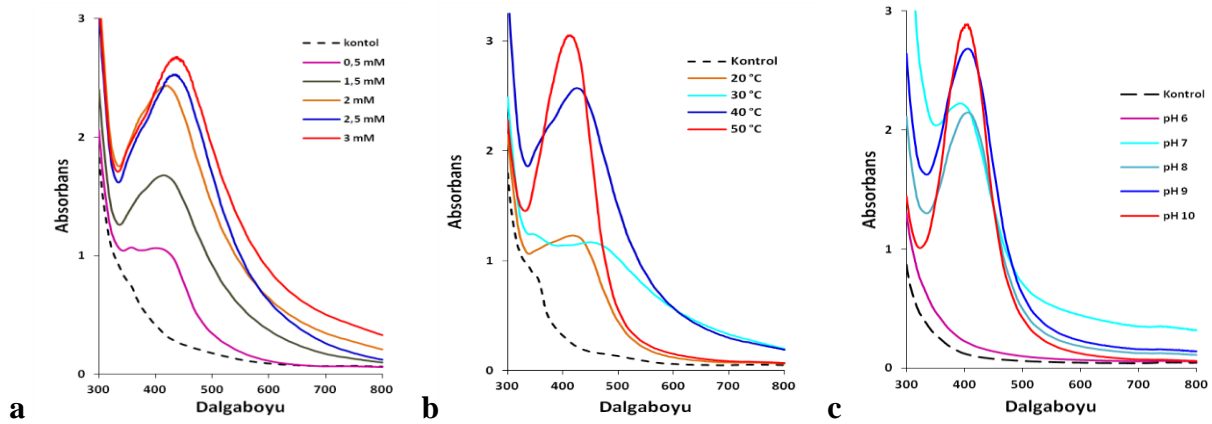 3
2
1
0
300
400
500
600
700
800
Absorbans
Dalgaboyu
kontol
0,5 mM
1,5 mM
2 mM
2,5 mM
3 mM
a
3
2
1
0
300
400
500
600
700
800
Absorbans
Dalgaboyu
Kontrol
20 °C
30 °C
40 °C
50 °C
b
3
2
1
0
300
400
500
600
700
800
Absorbans
Dalgaboyu
Kontrol
pH 6
pH 7
pH 8
pH 9
pH 10
c